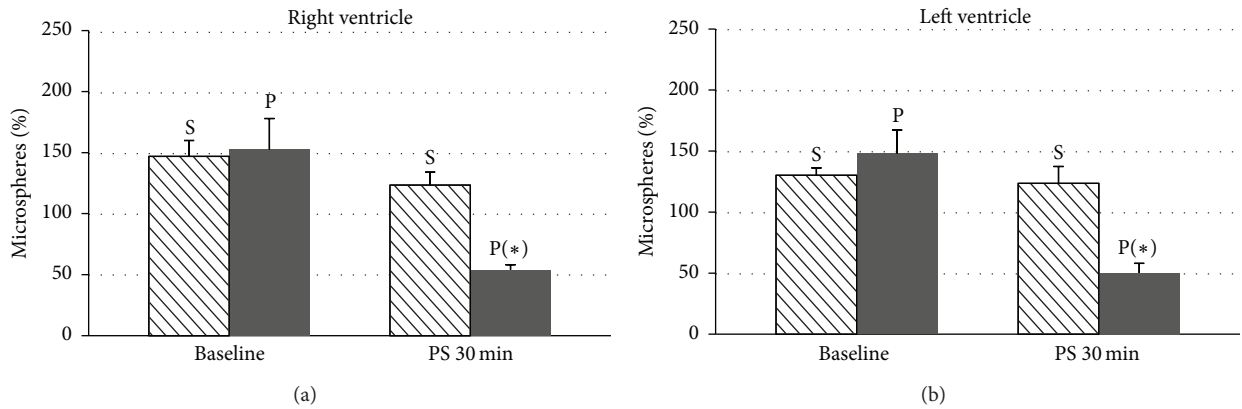 Right ventricle
250
200
150
100
50
0
Microspheres (%)
S
P
S
P(∗)
Baseline
PS 30 min
(a)
Left ventricle
250
200
150
100
50
0
Microspheres (%)
S
P
S
P(∗)
Baseline
PS 30 min
(b)